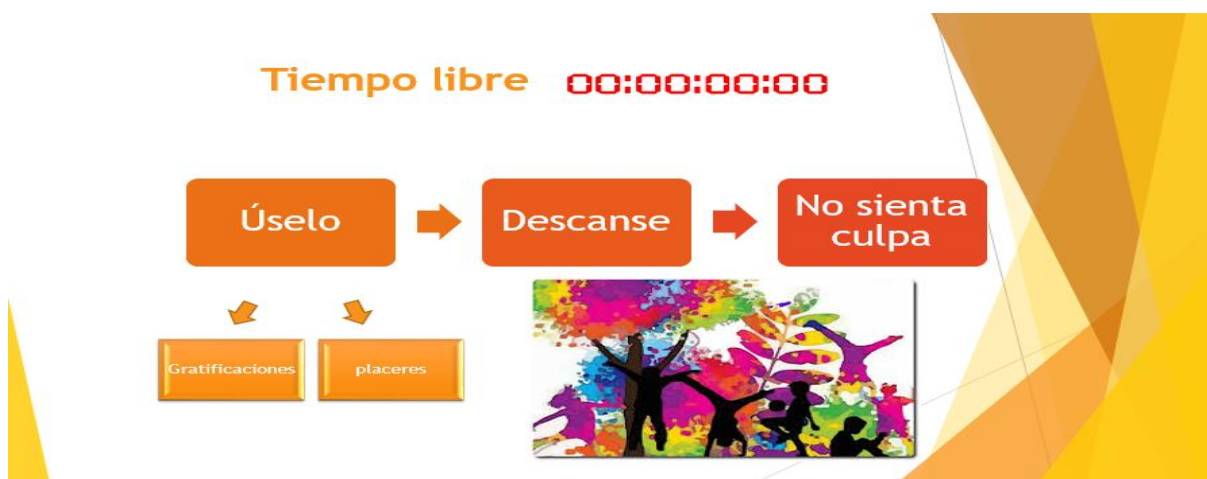 Tiempo libre 00:00:00:00
Úselo
Descanse
No sienta
culpa
Gratificaciones
placeres